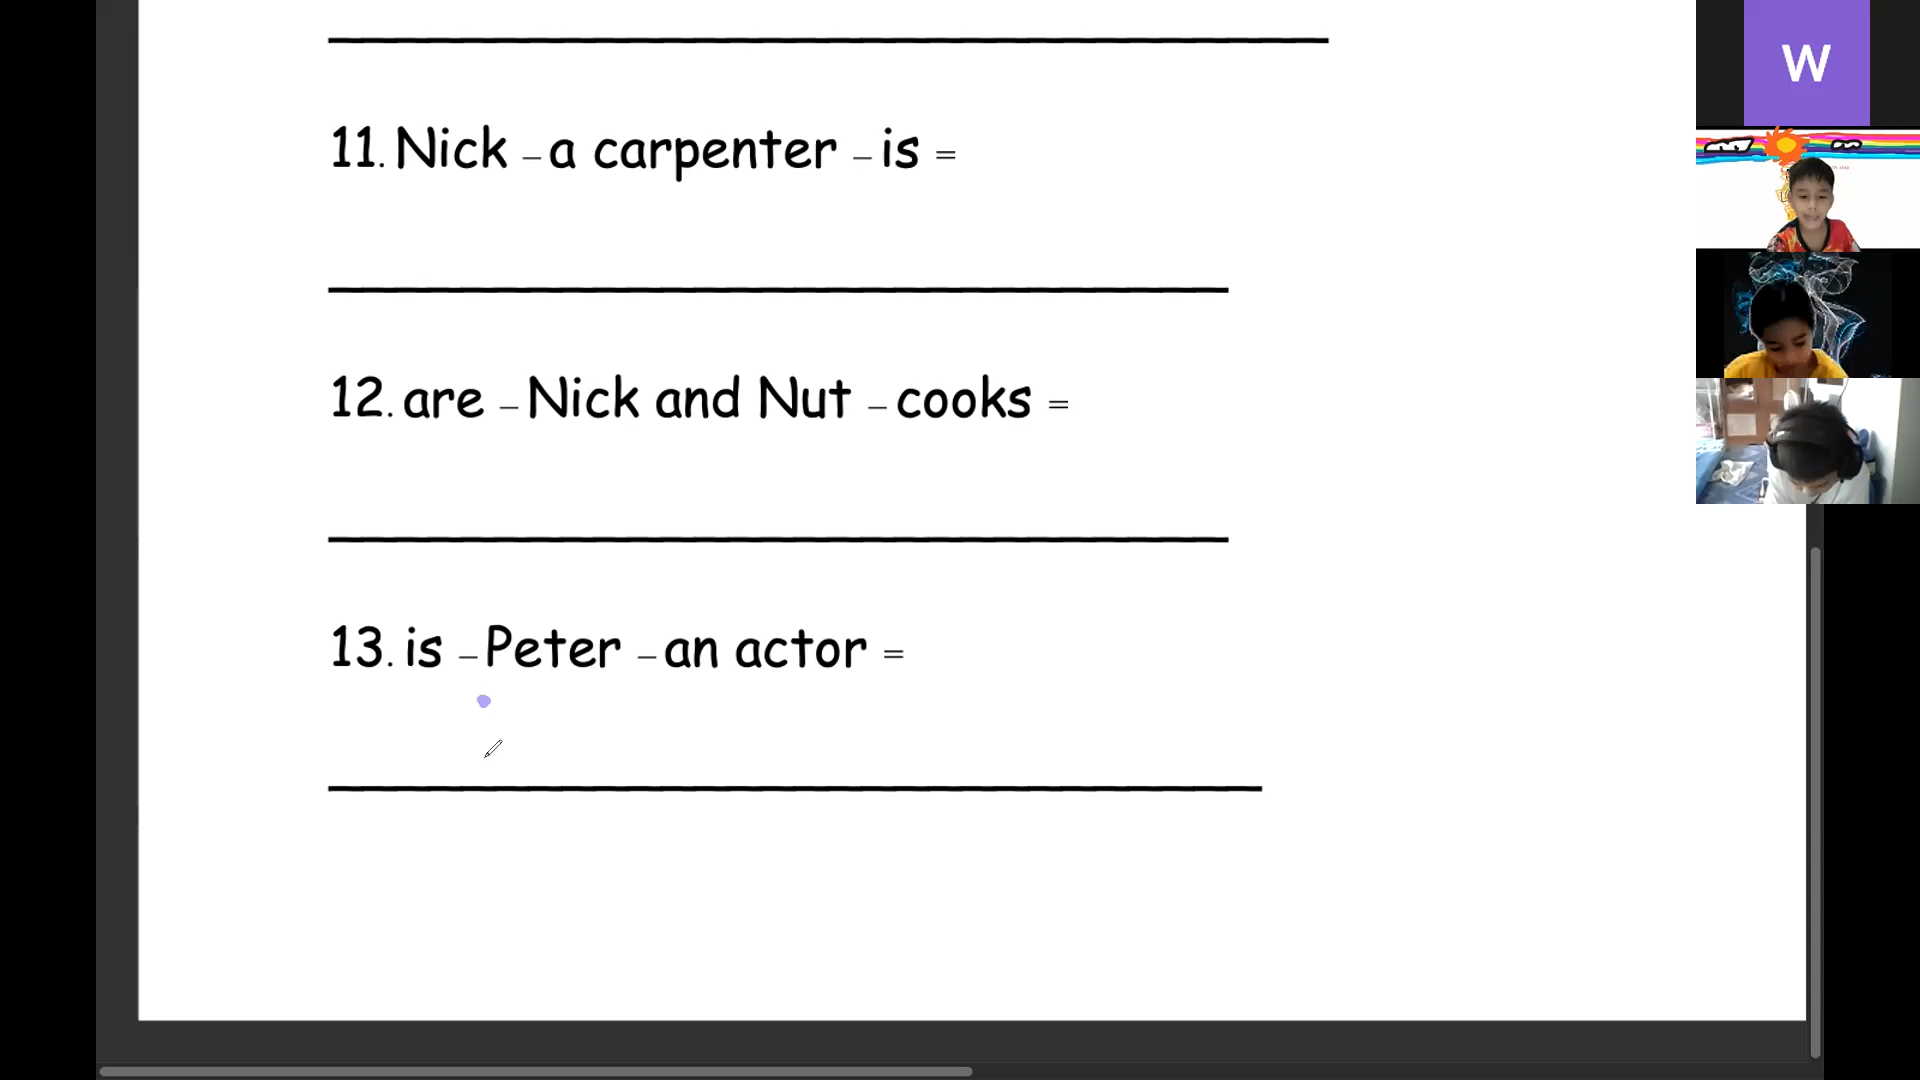 W
11. Nick – a carpenter – is =
12. are – Nick and Nut – cooks =
13. is – Peter – an actor =